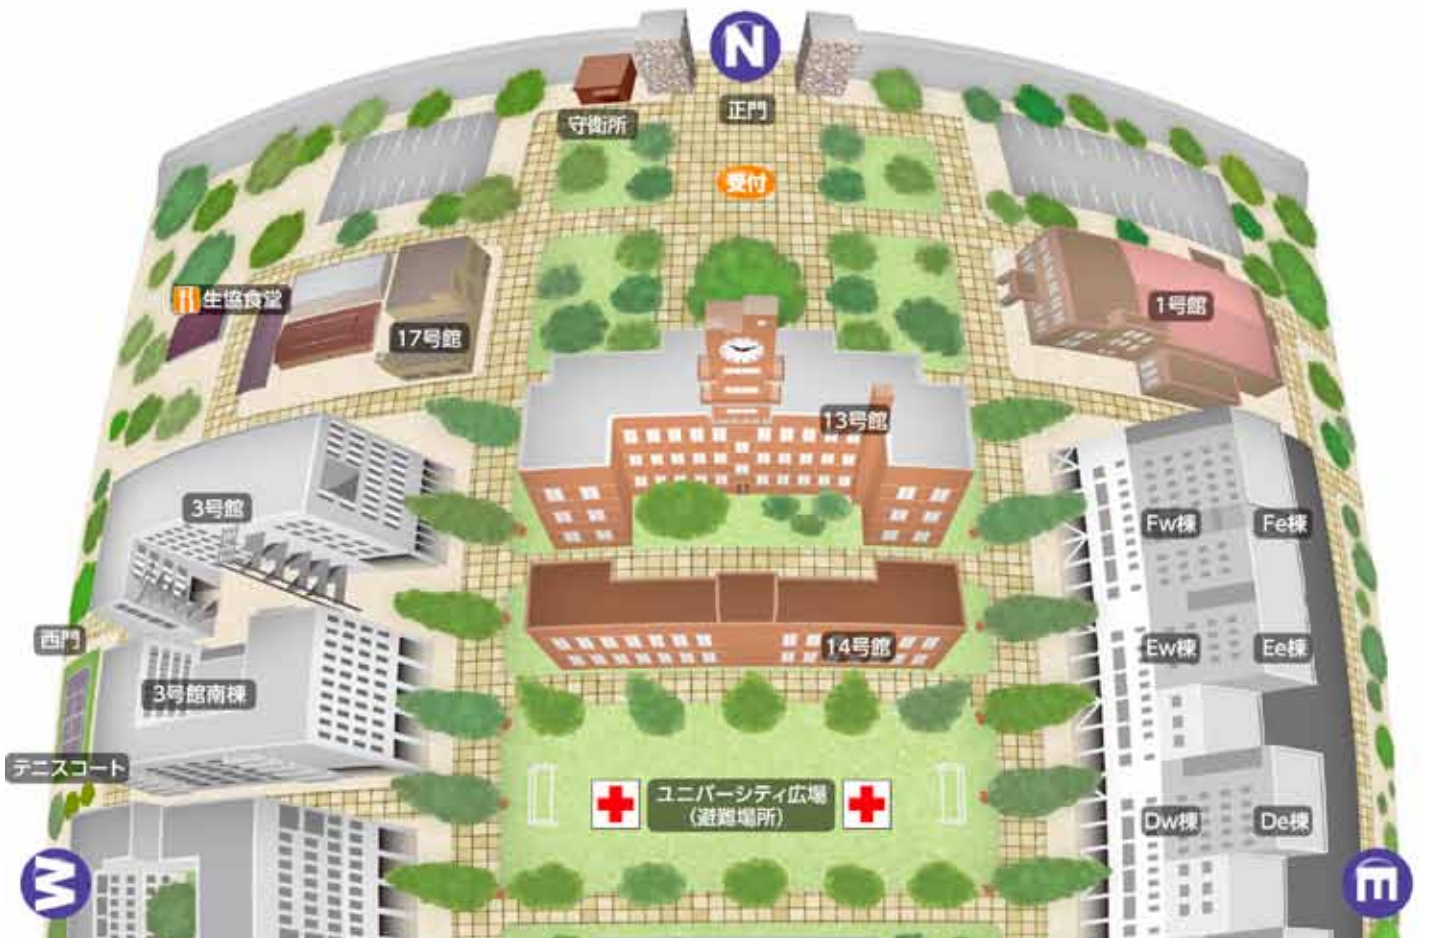 N
正門
守衛所
受付
生協食堂
17号館
1号館
13号館
3号館
Fw棟
Fe棟
西門
14号館
Ew棟
Ee棟
3号館南棟
テニスコート
ユニバーシティ広場
（避難場所）
Dw棟
De棟
W
E